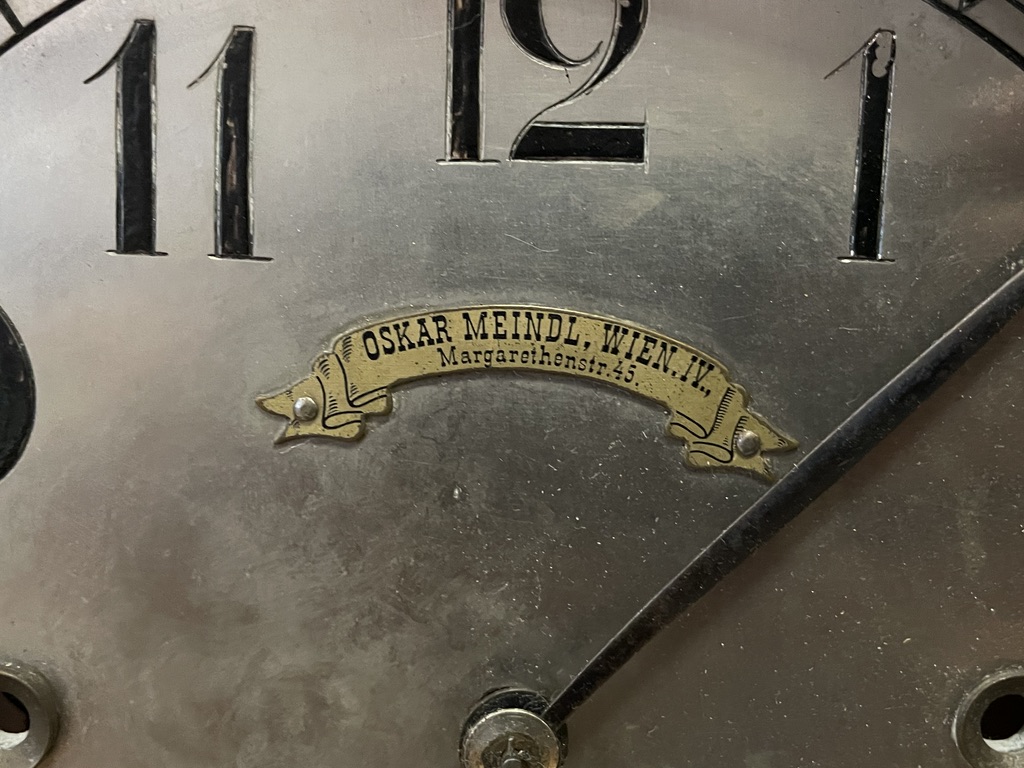 11 12 1
OSKAR MEINDL, WIEN. IV.,
Margarethenstr. 45.